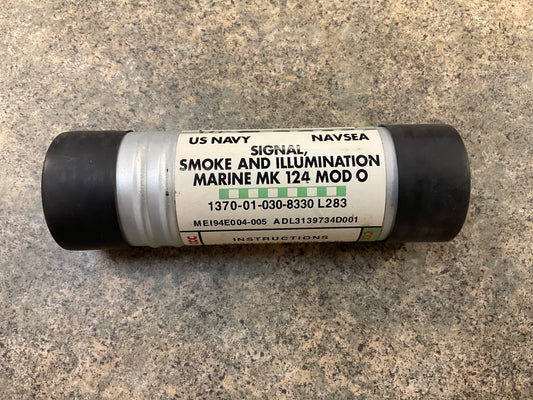 US NAVY NAVSEA
SIGNAL,
SMOKE AND ILLUMINATION
MARINE MK 124 MOD O
1370-01-030-8330 L283
MEI94E004-005 ADL3139734D001
INSTRUCTIONS